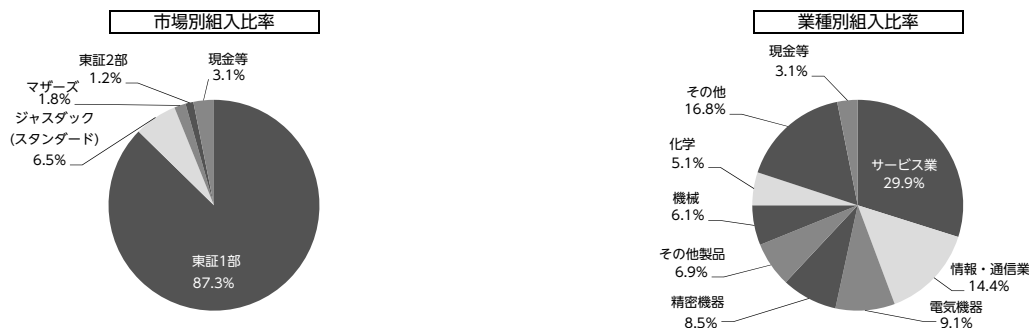 市場別組入比率
東証2部
1.2%
現金等
3.1%
マザーズ
1.8%
ジャスダック
(スタンダード)
6.5%
東証1部
87.3%
業種別組入比率
現金等
3.1%
その他
16.8%
化学
5.1%
サービス業
29.9%
機械
6.1%
その他製品
6.9%
情報・通信業
14.4%
精密機器
8.5%
電気機器
9.1%